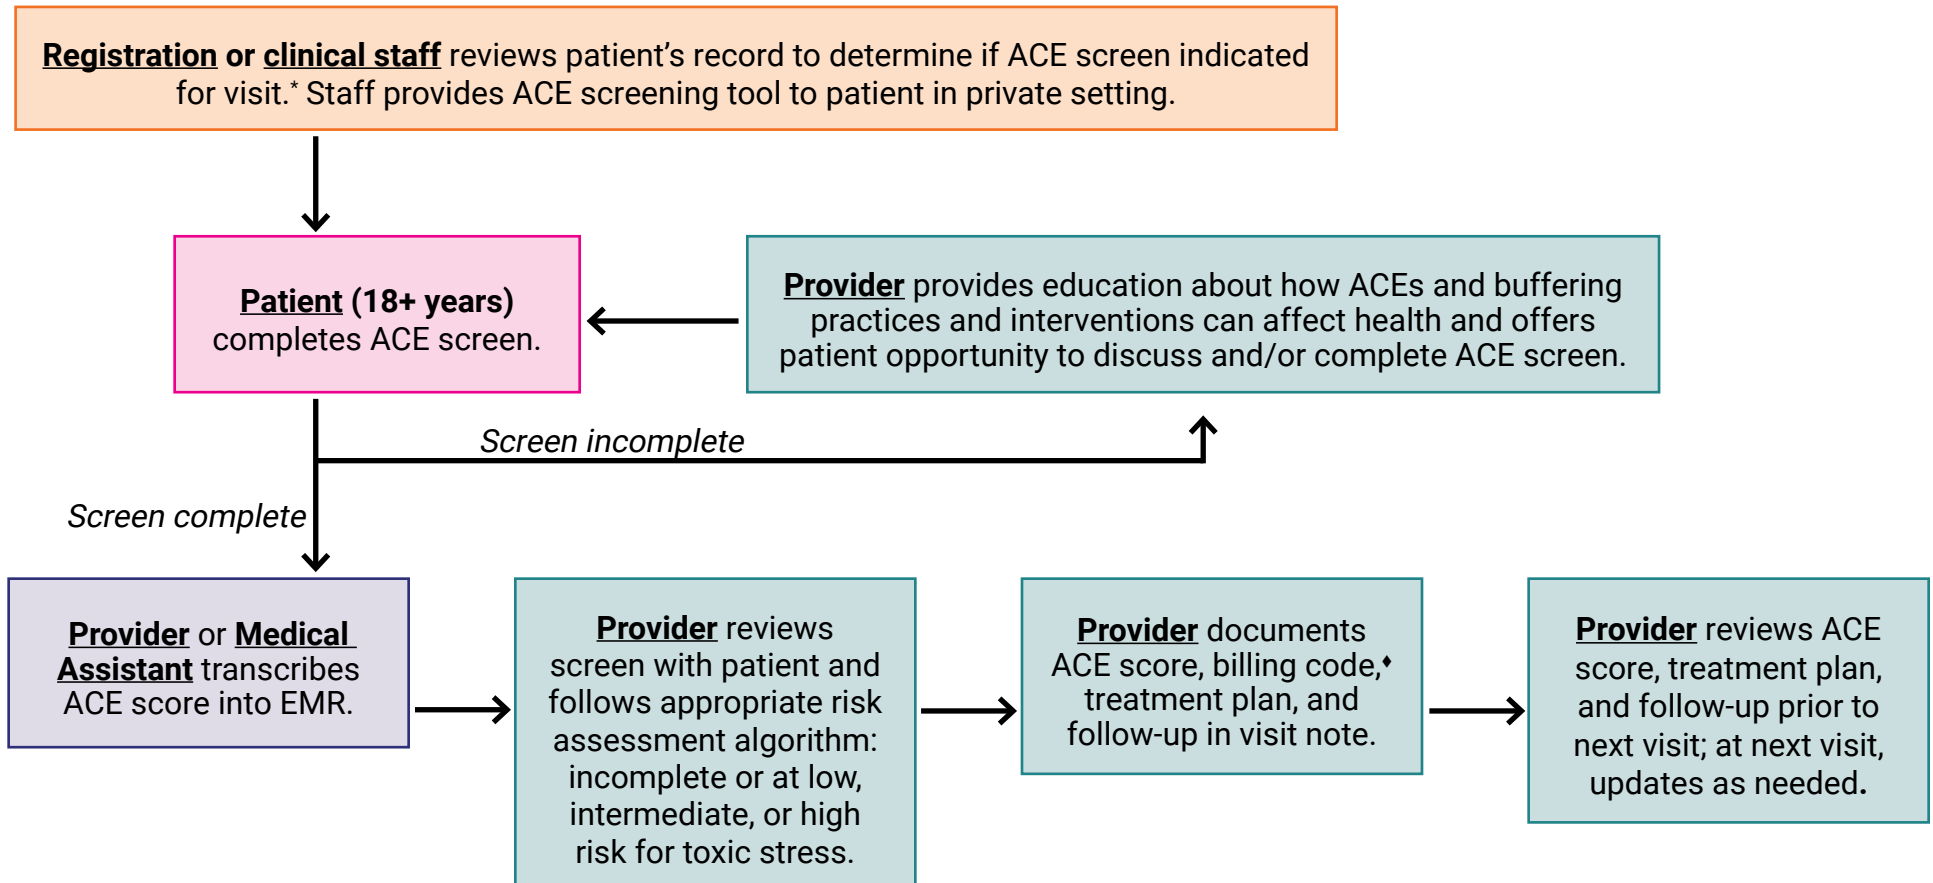 Registration or clinical staff reviews patient's record to determine if ACE screen indicated
for visit.* Staff provides ACE screening tool to patient in private setting.
Patient (18+ years)
completes ACE screen.
Provider provides education about how ACEs and buffering
practices and interventions can affect health and offers
patient opportunity to discuss and/or complete ACE screen.
Screen incomplete
Screen complete
Provider or Medical
Assistant transcribes
ACE score into EMR.
Provider reviews
screen with patient and
follows appropriate risk
assessment algorithm:
incomplete or at low,
intermediate, or high
risk for toxic stress.
Provider documents
ACE score, billing code,♦
treatment plan, and
follow-up in visit note.
Provider reviews ACE
score, treatment plan,
and follow-up prior to
next visit; at next visit,
updates as needed.